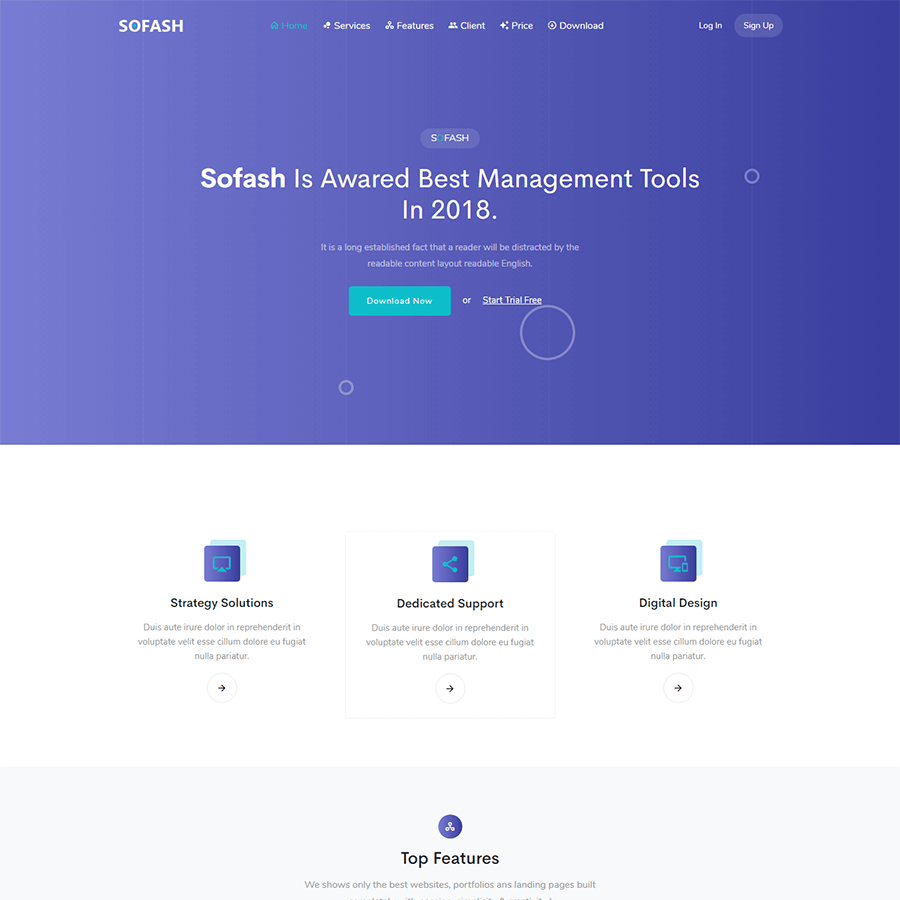 SOFASH
Home Services Features Client Price Download
Log In Sign Up
SOFASH
Sofash Is Awared Best Management Tools
In 2018.
It is a long established fact that a reader will be distracted by the
readable content layout readable English.
Download Now or Start Trial Free
Strategy Solutions
Duis aute irure dolor in reprehenderit in
voluptate velit esse cillum dolore eu fugiat
nulla pariatur.
Dedicated Support
Duis aute irure dolor in reprehenderit in
voluptate velit esse cillum dolore eu fugiat
nulla pariatur.
Digital Design
Duis aute irure dolor in reprehenderit in
voluptate velit esse cillum dolore eu fugiat
nulla pariatur.
Top Features
We shows only the best websites, portfolios ans landing pages built